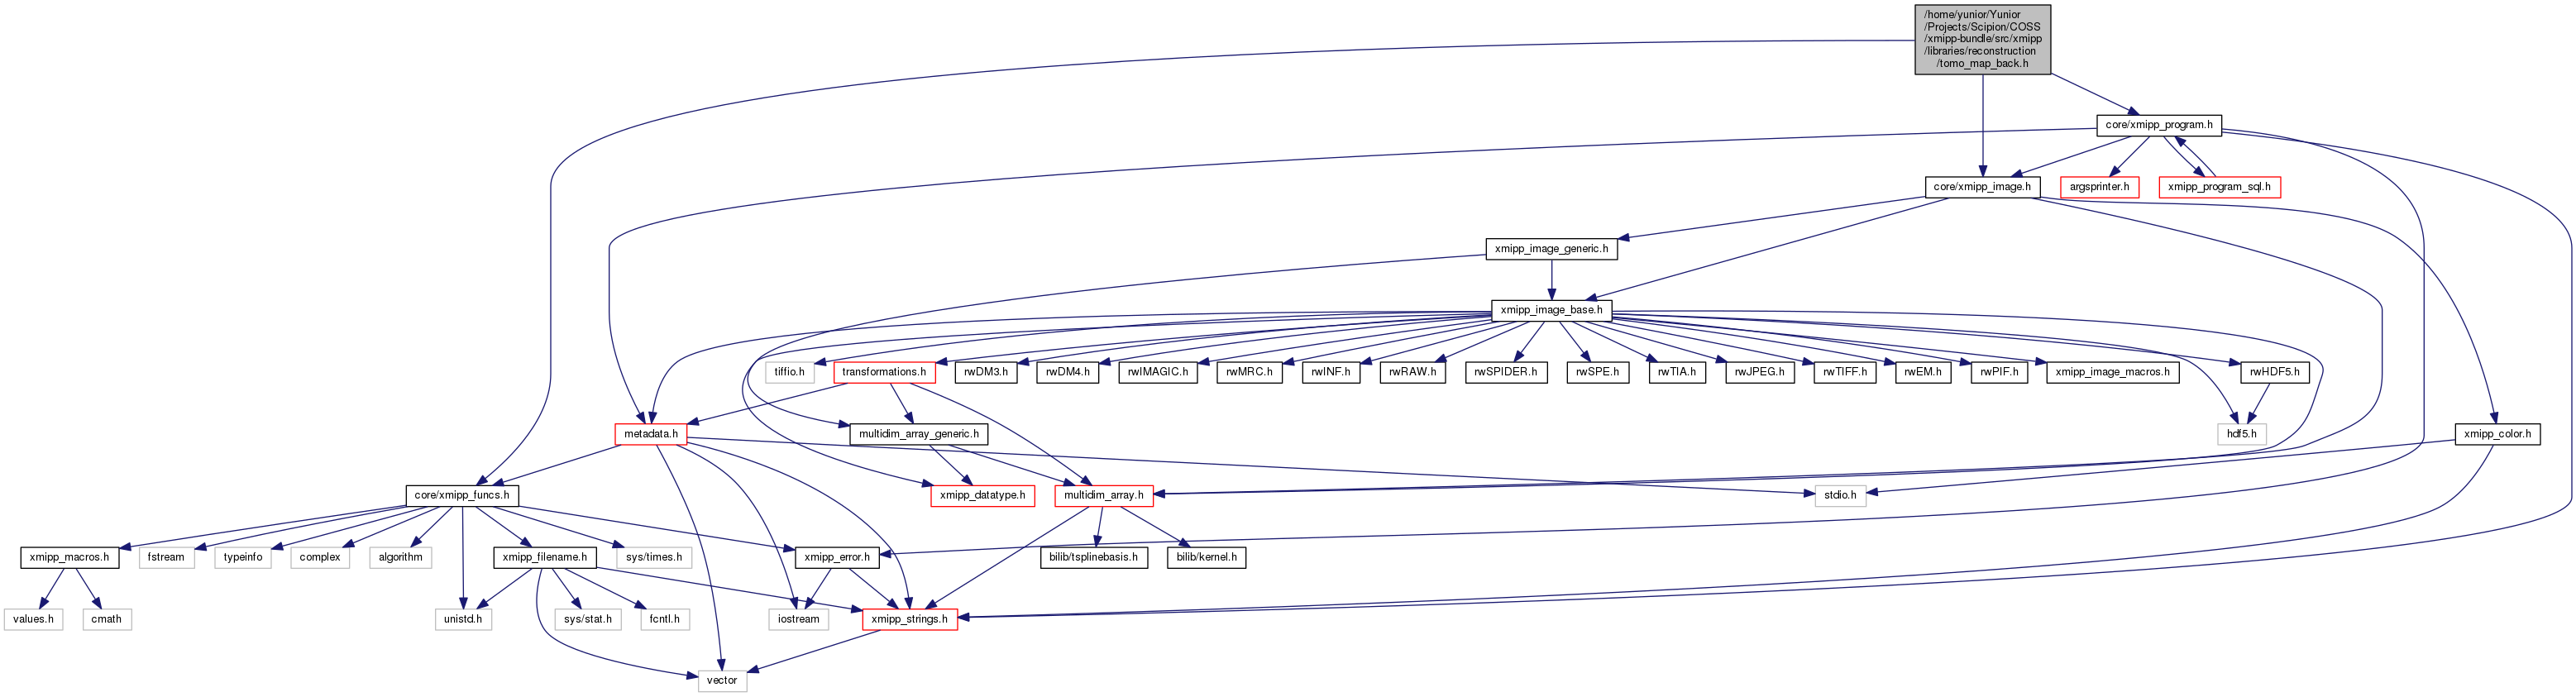 /home/yunior/Yunior
/Projects/Scipion/COSS
/xmipp-bundle/src/xmipp
/libraries/reconstruction
/tomo_map_back.h
core/xmipp_program.h
core/xmipp_image.h
argsprinter.h
xmipp_program_sql.h
xmipp_image_generic.h
xmipp_image_base.h
tiffio.h
transformations.h
rwDM3.h
rwDM4.h
rwIMAGIC.h
rwMRC.h
rwINF.h
rwRAW.h
rwSPIDER.h
rwSPE.h
rwTIA.h
rwJPEG.h
rwTIFF.h
rwEM.h
rwPIF.h
xmipp_image_macros.h
rwHDF5.h
metadata.h
multidim_array_generic.h
hdf5.h
xmipp_color.h
core/xmipp_funcs.h
xmipp_datatype.h
multidim_array.h
stdio.h
xmipp_macros.h
fstream
typeinfo
complex
algorithm
xmipp_filename.h
sys/times.h
xmipp_error.h
bilib/tsplinebasis.h
bilib/kernel.h
values.h
cmath
unistd.h
sys/stat.h
fcntl.h
iostream
xmipp_strings.h
vector